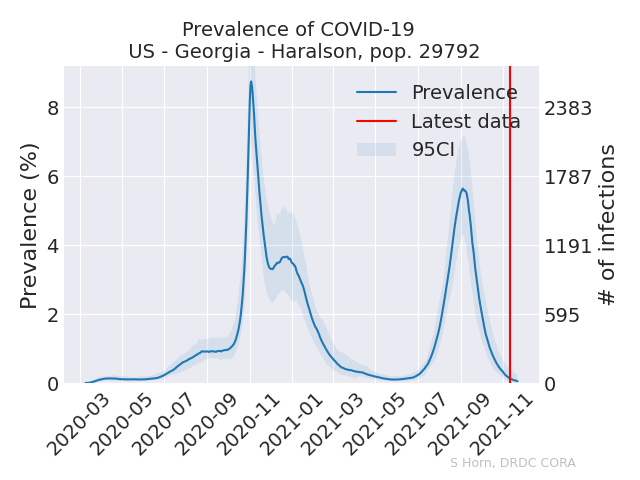 Prevalence of COVID-19
US - Georgia - Haralson, pop. 29792
Prevalence (%)
8
6
4
2
0
2383
1787
1191
595
0
# of infections
Prevalence
Latest data
95CI
2020-03
2020-05
2020-07
2020-09
2020-11
2021-01
2021-03
2021-05
2021-07
2021-09
2021-11
S Horn, DRDC CORA